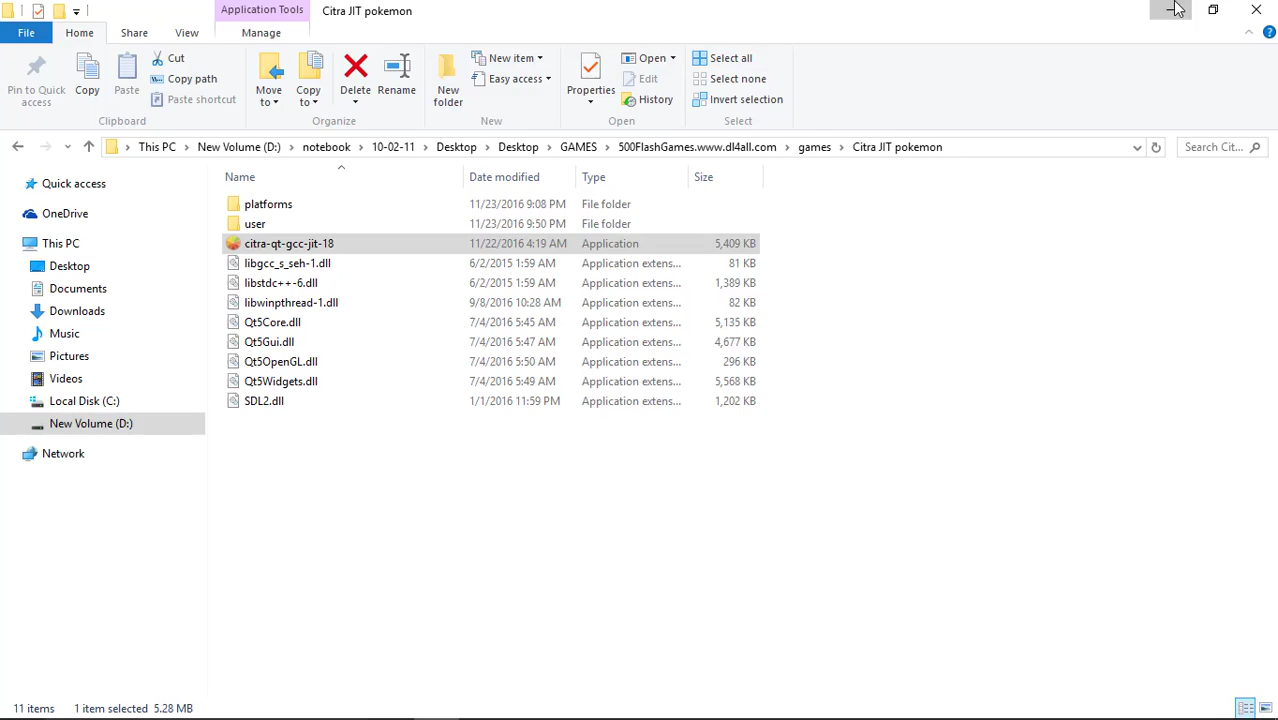 Application Tools Citra JIT pokemon
File Home Share View Manage
Pin to Quick access
Copy
Paste
Cut
Copy path
Paste shortcut
Clipboard
Move to
Copy to
Delete
Rename
Organize
New folder
New item
Easy access
New
Properties
Open
Edit
History
Open
Select all
Select none
Invert selection
Select
This PC New Volume (D:) notebook 10-02-11 Desktop Desktop GAMES 500FlashGames.www.dl4all.com games Citra JIT pokemon
Search Cit...
Quick access
OneDrive
This PC
Desktop
Documents
Downloads
Music
Pictures
Videos
Local Disk (C:)
New Volume (D:)
Network
Name Date modified Type Size
platforms 11/23/2016 9:08 PM File folder
user 11/23/2016 9:50 PM File folder
citra-qt-gcc-jit-18 11/22/2016 4:19 AM Application 5,409 KB
libgcc_s_seh-1.dll 6/2/2015 1:59 AM Application extens... 81 KB
libstdc++-6.dll 6/2/2015 1:59 AM Application extens... 1,389 KB
libwinpthread-1.dll 9/8/2016 10:28 AM Application extens... 82 KB
Qt5Core.dll 7/4/2016 5:45 AM Application extens... 5,135 KB
Qt5Gui.dll 7/4/2016 5:47 AM Application extens... 4,677 KB
Qt5OpenGL.dll 7/4/2016 5:50 AM Application extens... 296 KB
Qt5Widgets.dll 7/4/2016 5:49 AM Application extens... 5,568 KB
SDL2.dll 1/1/2016 11:59 PM Application extens... 1,202 KB
11 items 1 item selected 5.28 MB